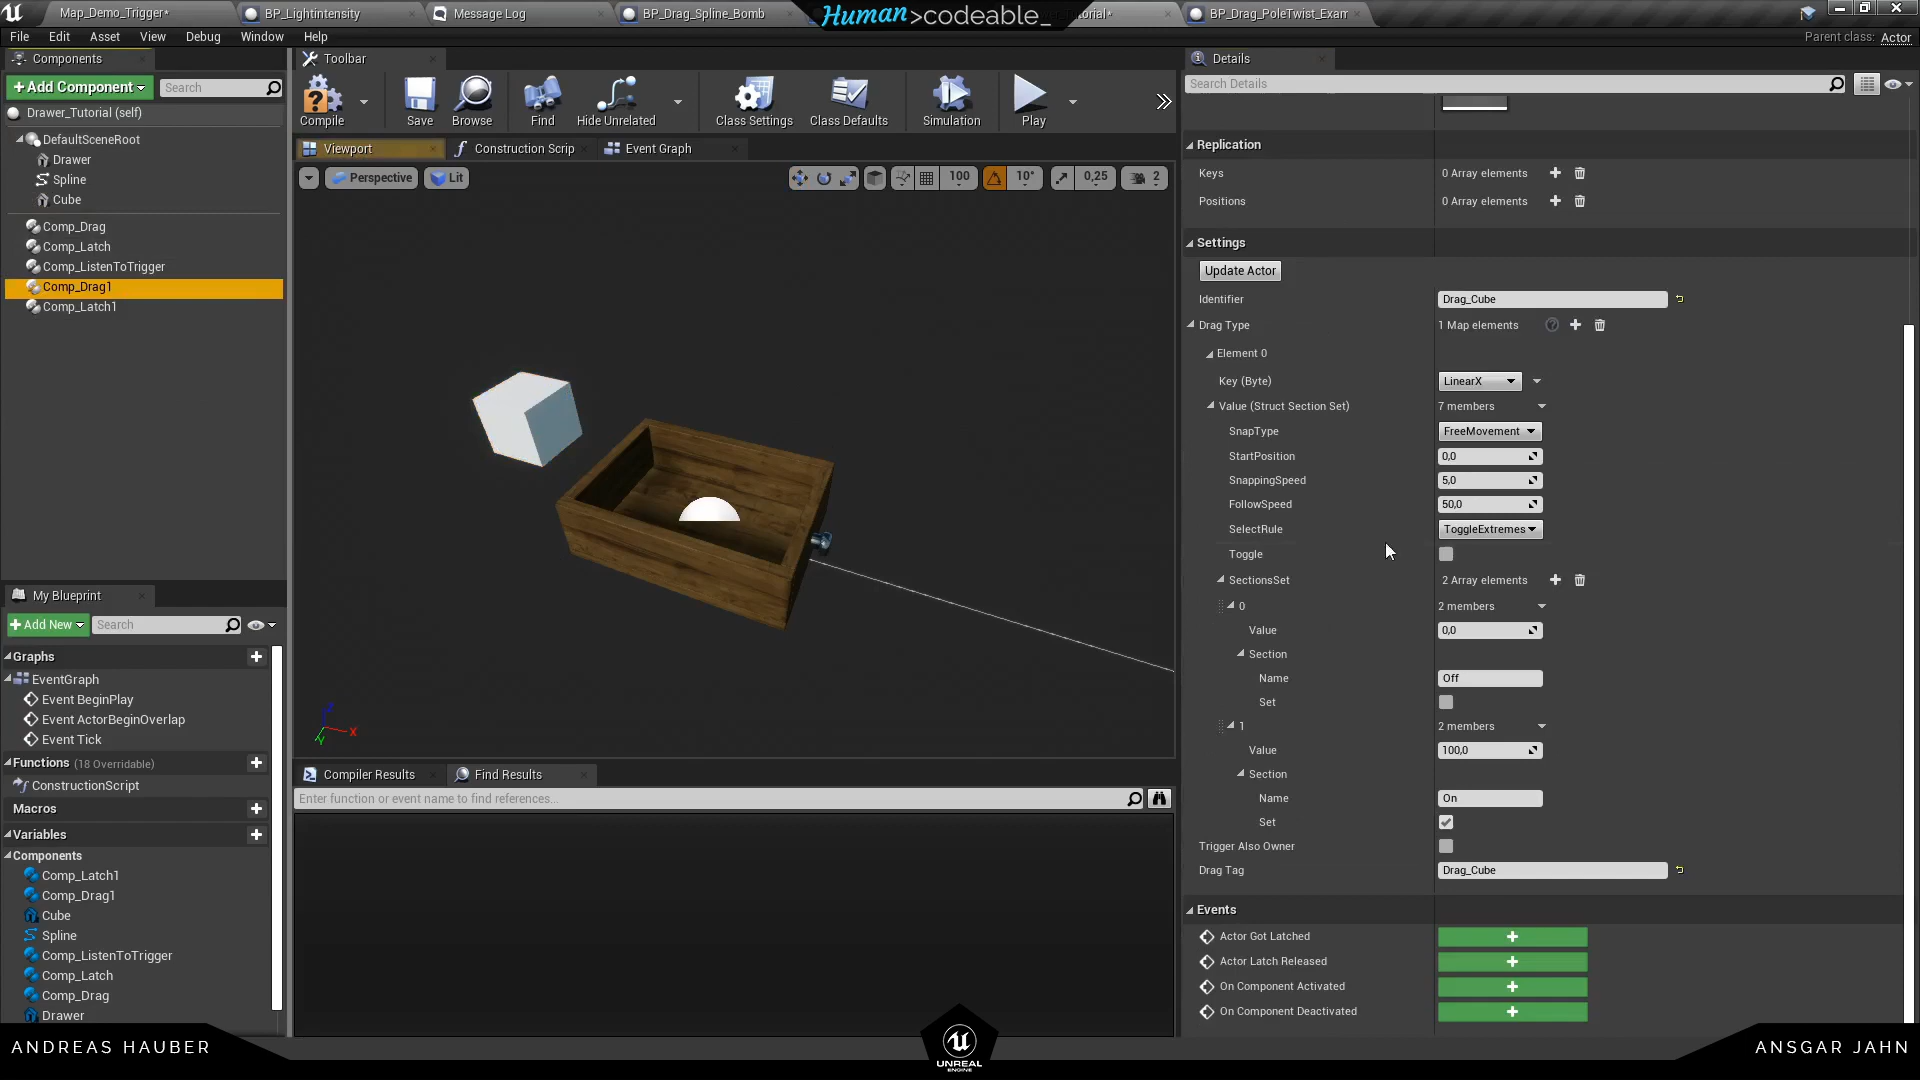 Map_Demo_Trigger*
BP_Lightintensity
Message Log
BP_Drag_Spline_Bomb
Human>codeable_
BP_Drag_PoleTwist_Exam
File
Edit
Asset
View
Debug
Window
Help
Parent class: Actor
Components
+Add Component
Search
Drawer_Tutorial (self)
DefaultSceneRoot
Drawer
Spline
Cube
Comp_Drag
Comp_Latch
Comp_ListenToTrigger
Comp_Drag1
Comp_Latch1
My Blueprint
+Add New
Search
Graphs
EventGraph
Event BeginPlay
Event ActorBeginOverlap
Event Tick
Functions (18 Overridable)
ConstructionScript
Macros
Variables
Components
Comp_Latch1
Comp_Drag1
Cube
Spline
Comp_ListenToTrigger
Comp_Latch
Comp_Drag
Drawer
Toolbar
Compile
Save
Browse
Find
Hide Unrelated
Class Settings
Class Defaults
Simulation
Play
Viewport
Construction Scrip
Event Graph
Perspective
Lit
100
10°
0,25
2
Z
X
Y
Compiler Results
Find Results
Enter function or event name to find references...
Details
Search Details
Replication
Keys
0 Array elements
Positions
0 Array elements
Settings
Update Actor
Identifier
Drag_Cube
Drag Type
1 Map elements
Element 0
Key (Byte)
LinearX
Value (Struct Section Set)
7 members
SnapType
FreeMovement
StartPosition
0,0
SnappingSpeed
5,0
FollowSpeed
50,0
SelectRule
ToggleExtremes
Toggle
SectionsSet
2 Array elements
0
2 members
Value
0,0
Section
Name
Off
Set
1
2 members
Value
100,0
Section
Name
On
Set
Trigger Also Owner
Drag Tag
Drag_Cube
Events
Actor Got Latched
Actor Latch Released
On Component Activated
On Component Deactivated
ANDREAS HAUBER
UNREAL
ENGINE
ANSGAR JAHN